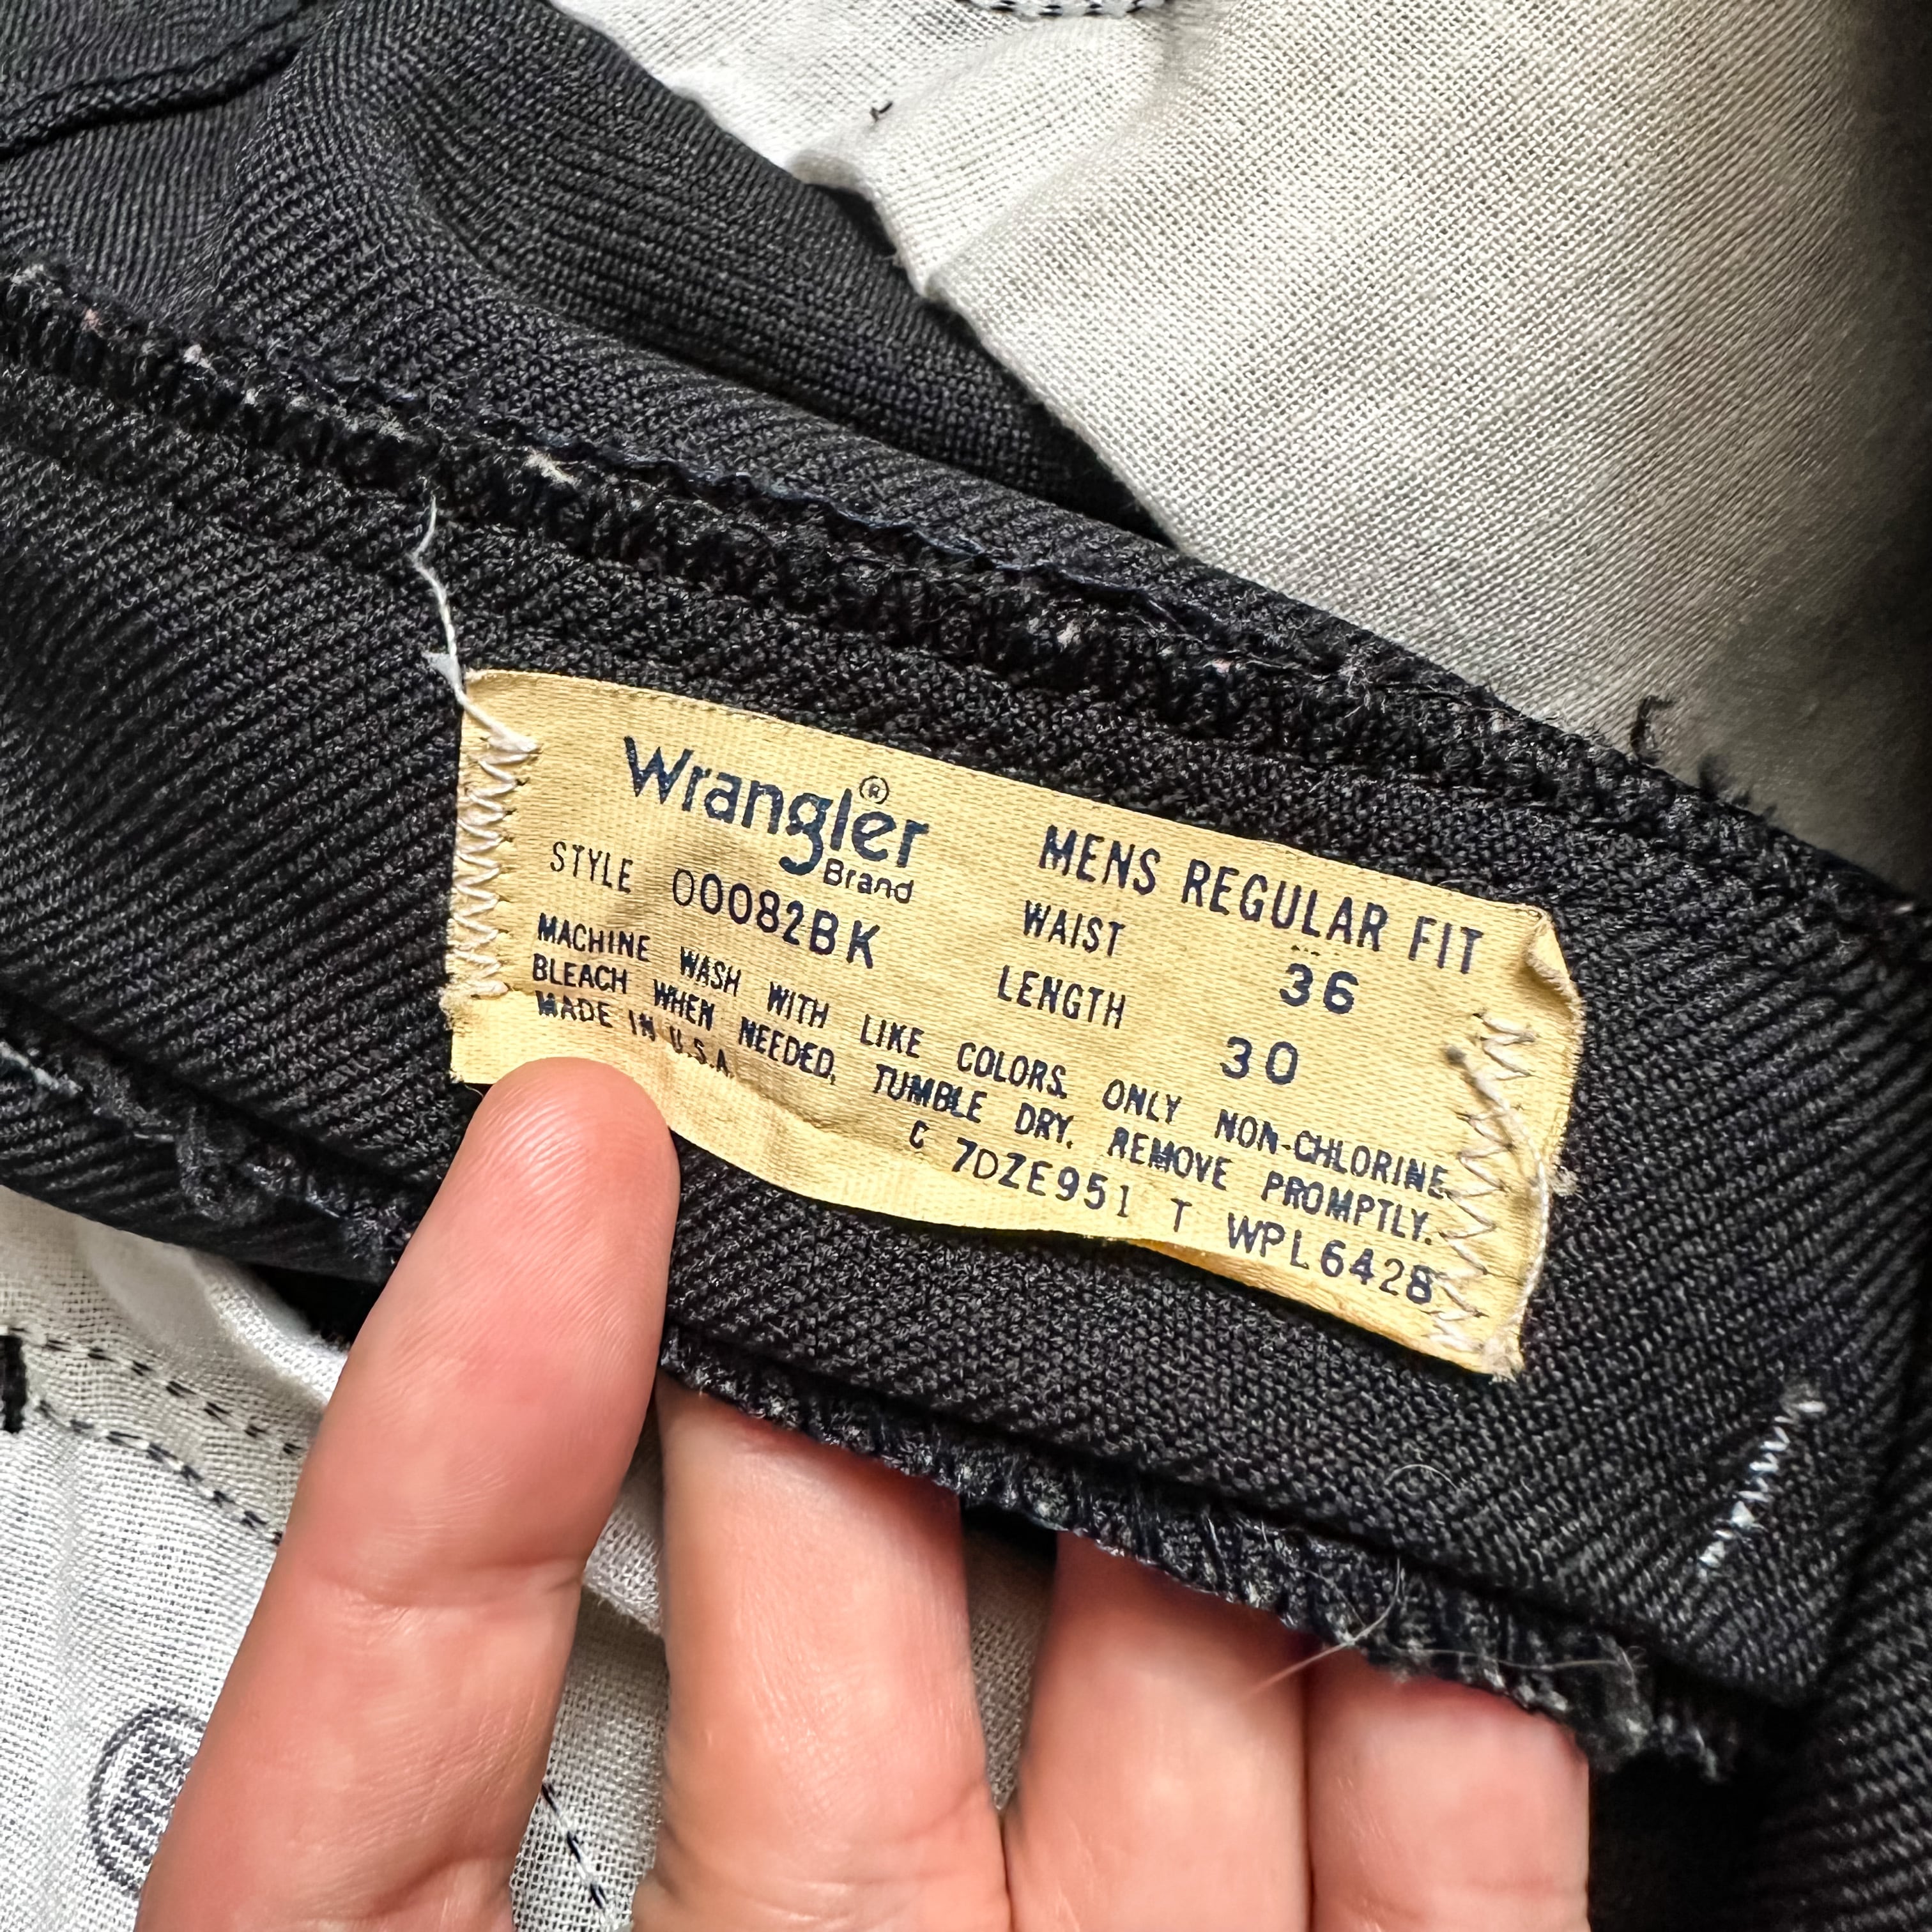 Wrangler®
Brand
MENS REGULAR FIT
STYLE 00082BK
WAIST 36
LENGTH 30
MACHINE WASH WITH LIKE COLORS. ONLY NON-CHLORINE
BLEACH WHEN NEEDED, TUMBLE DRY. REMOVE PROMPTLY.
MADE IN U.S.A.
C 7DZE951 T WPL6428